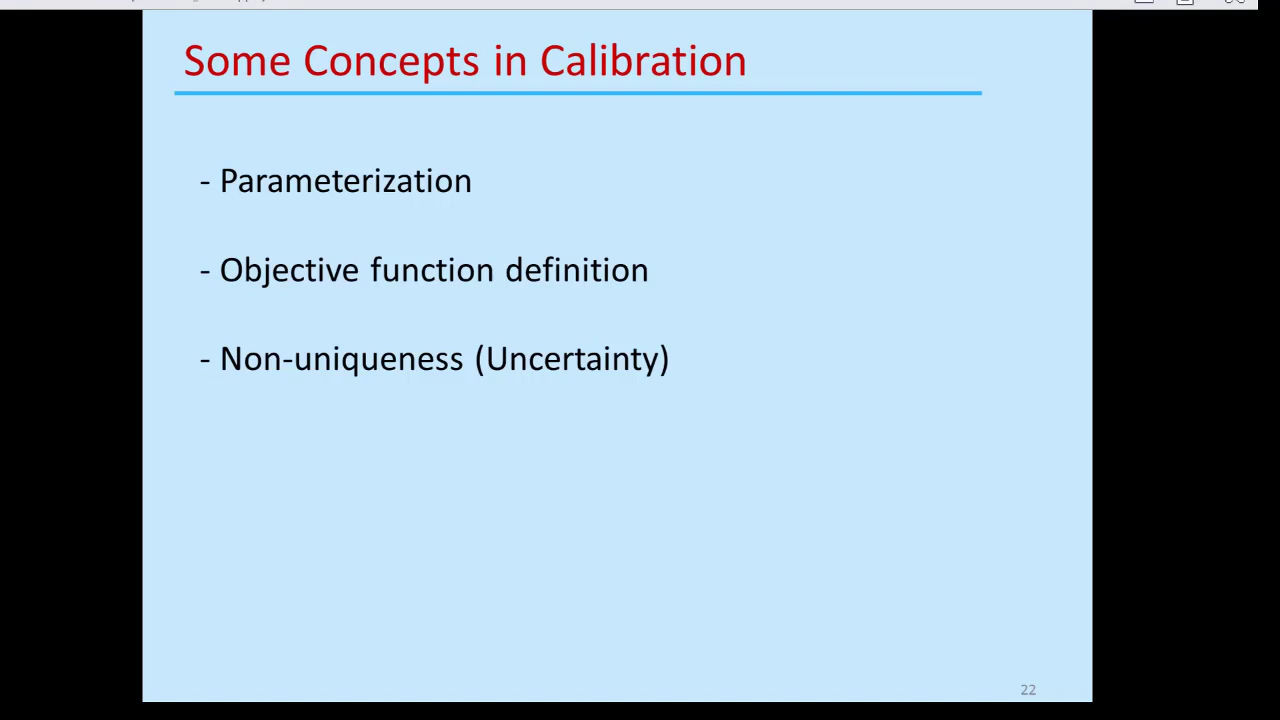 Some Concepts in Calibration
- Parameterization
- Objective function definition
- Non-uniqueness (Uncertainty)
22